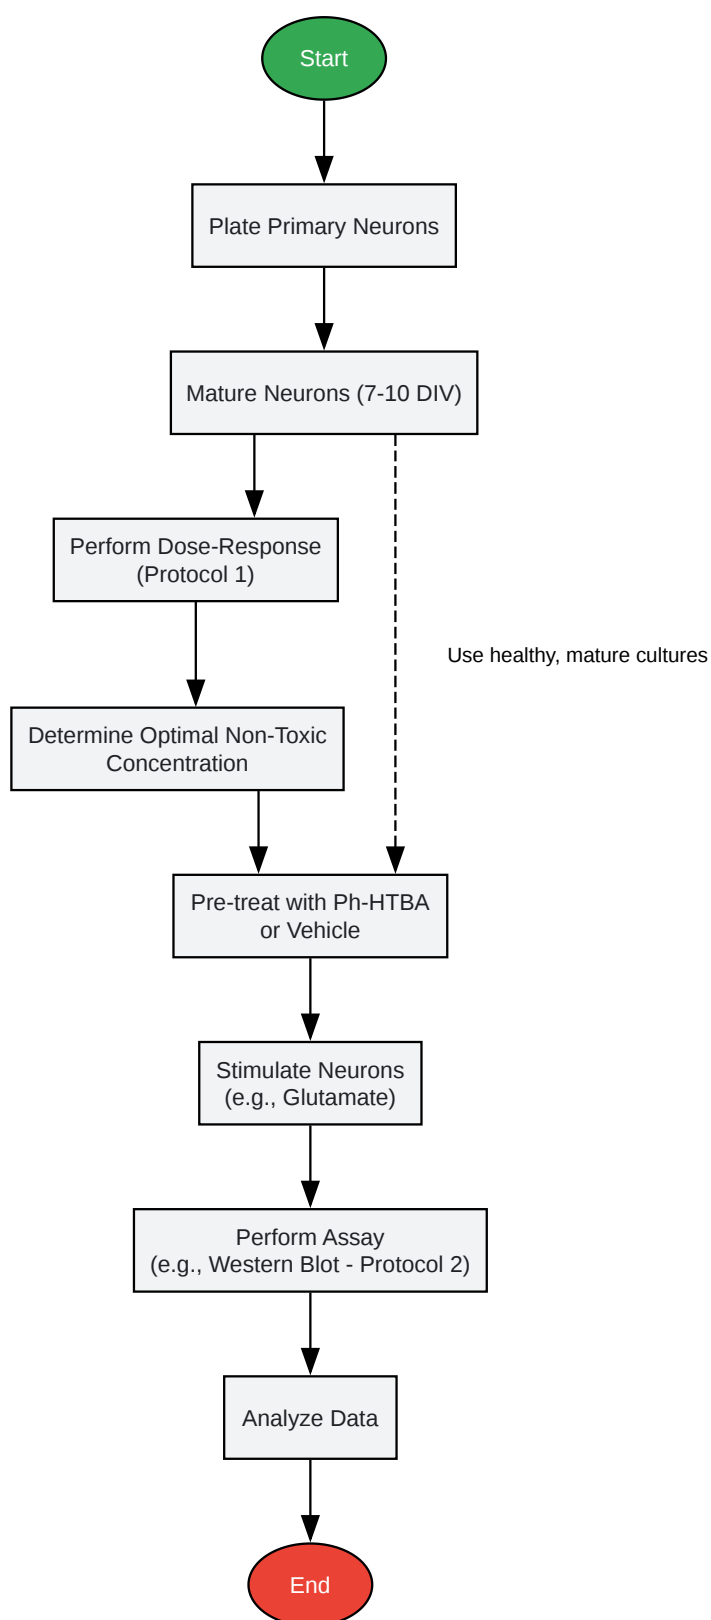 Start
Plate Primary Neurons
Mature Neurons (7-10 DIV)
Perform Dose-Response
(Protocol 1)
Use healthy, mature cultures
Determine Optimal Non-Toxic
Concentration
Pre-treat with Ph-HTBA
or Vehicle
Stimulate Neurons
(e.g., Glutamate)
Perform Assay
(e.g., Western Blot - Protocol 2)
Analyze Data
End